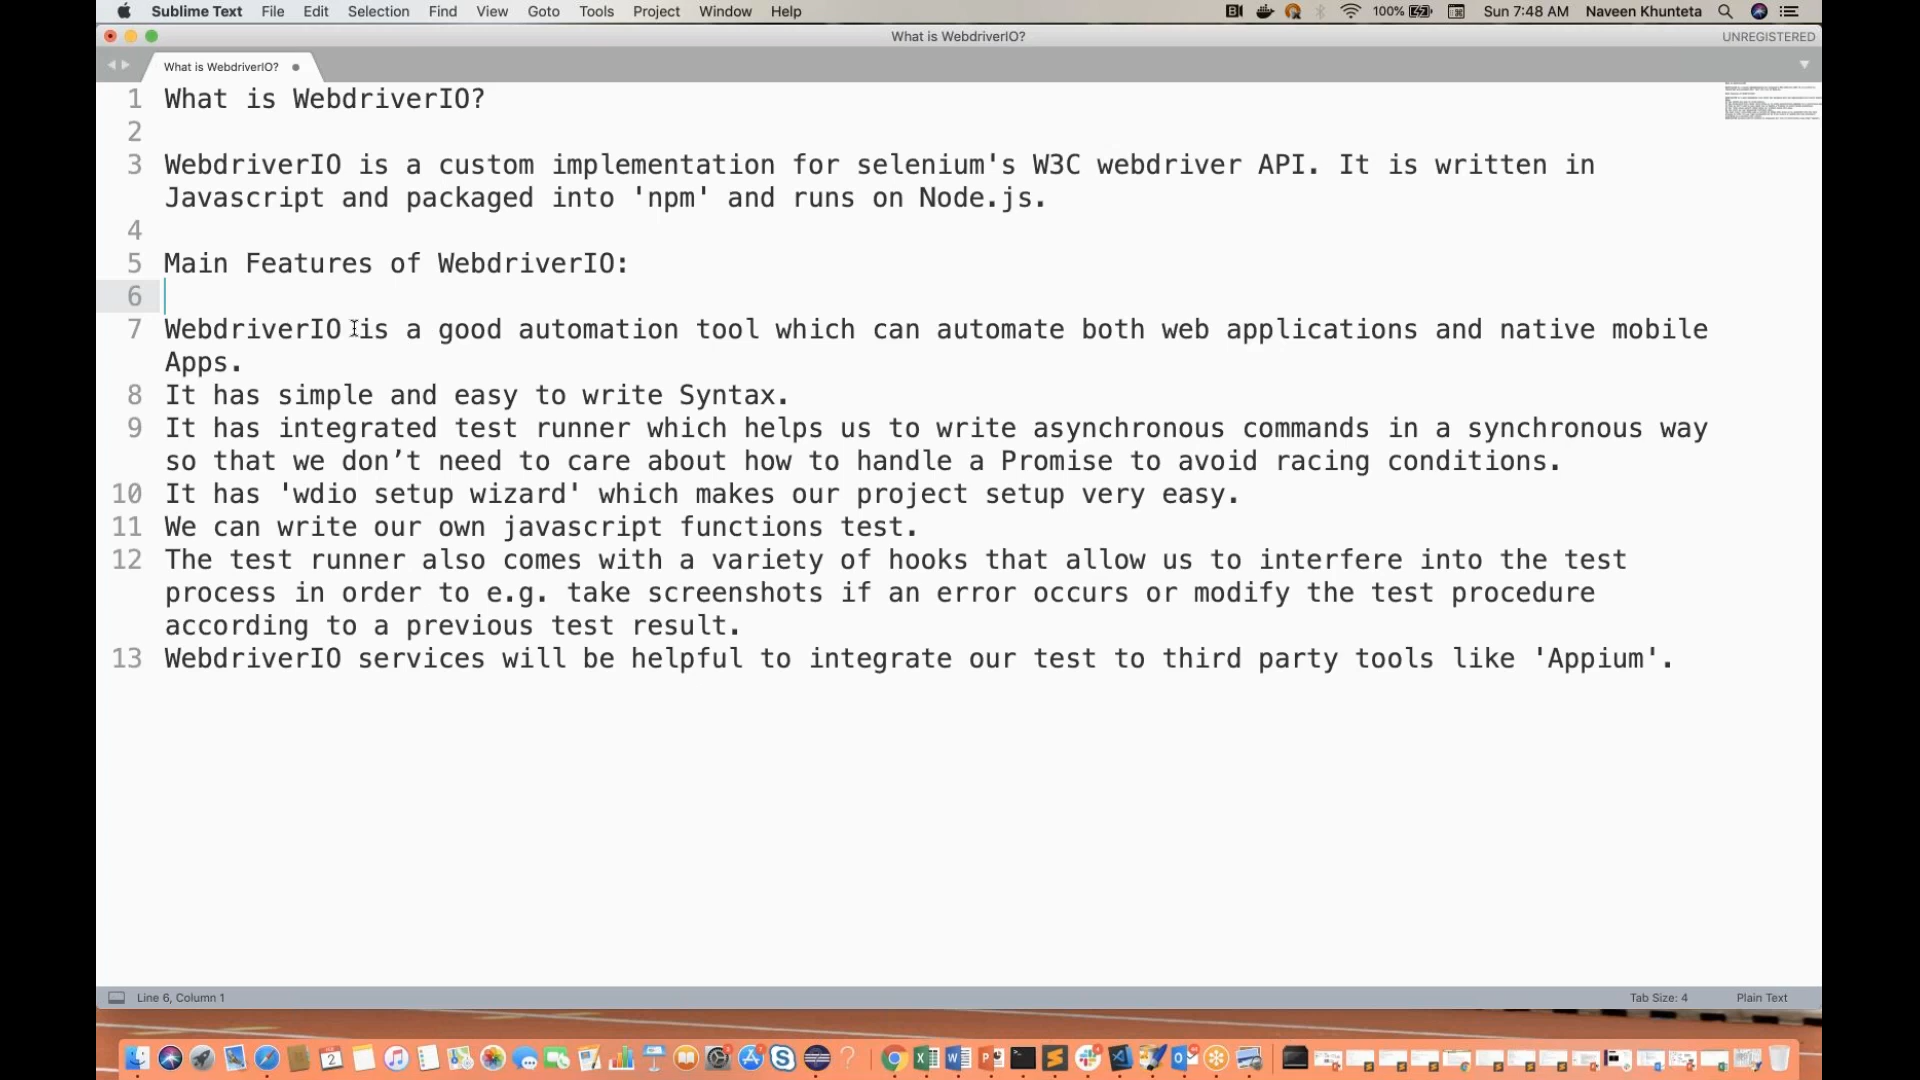 Sublime Text File Edit Selection Find View Goto Tools Project Window Help 100% Sun 7:48 AM Naveen Khunteta
What is WebdriverIO? UNREGISTERED
What is WebdriverIO?
1 What is WebdriverIO?
2
3 WebdriverIO is a custom implementation for selenium's W3C webdriver API. It is written in
Javascript and packaged into 'npm' and runs on Node.js.
4
5 Main Features of WebdriverIO:
6
7 WebdriverIO is a good automation tool which can automate both web applications and native mobile
Apps.
8 It has simple and easy to write Syntax.
9 It has integrated test runner which helps us to write asynchronous commands in a synchronous way
so that we don’t need to care about how to handle a Promise to avoid racing conditions.
10 It has 'wdio setup wizard' which makes our project setup very easy.
11 We can write our own javascript functions test.
12 The test runner also comes with a variety of hooks that allow us to interfere into the test
process in order to e.g. take screenshots if an error occurs or modify the test procedure
according to a previous test result.
13 WebdriverIO services will be helpful to integrate our test to third party tools like 'Appium'.
Line 6, Column 1 Tab Size: 4 Plain Text